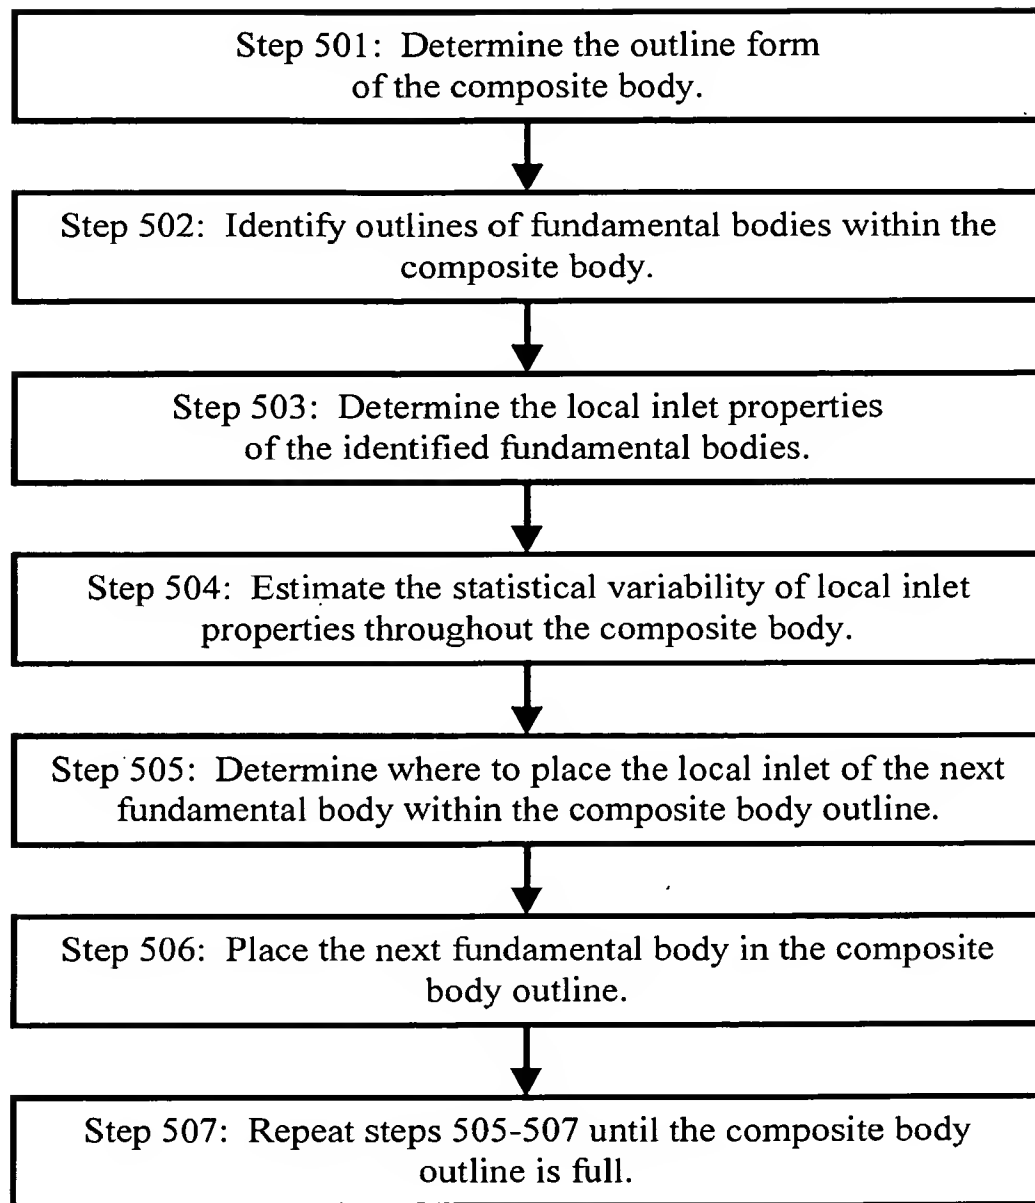 Step 501: Determine the outline form
of the composite body.
Step 502: Identify outlines of fundamental bodies within the
composite body.
Step 503: Determine the local inlet properties
of the identified fundamental bodies.
Step 504: Estimate the statistical variability of local inlet
properties throughout the composite body.
Step 505: Determine where to place the local inlet of the next
fundamental body within the composite body outline.
Step 506: Place the next fundamental body in the composite
body outline.
Step 507: Repeat steps 505-507 until the composite body
outline is full.